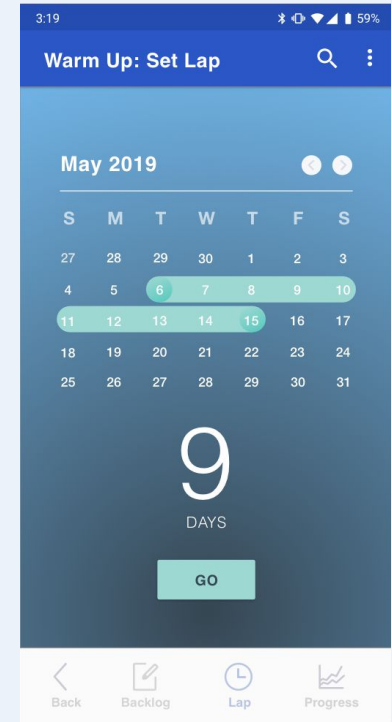 3:19 59%
Warm Up: Set Lap
May 2019
S M T W T F S
27 28 29 30 1 2 3
4 5 6 7 8 9 10
11 12 13 14 15 16 17
18 19 20 21 22 23 24
25 26 27 28 29 30 31
9
DAYS
GO
Back Backlog Lap Progress